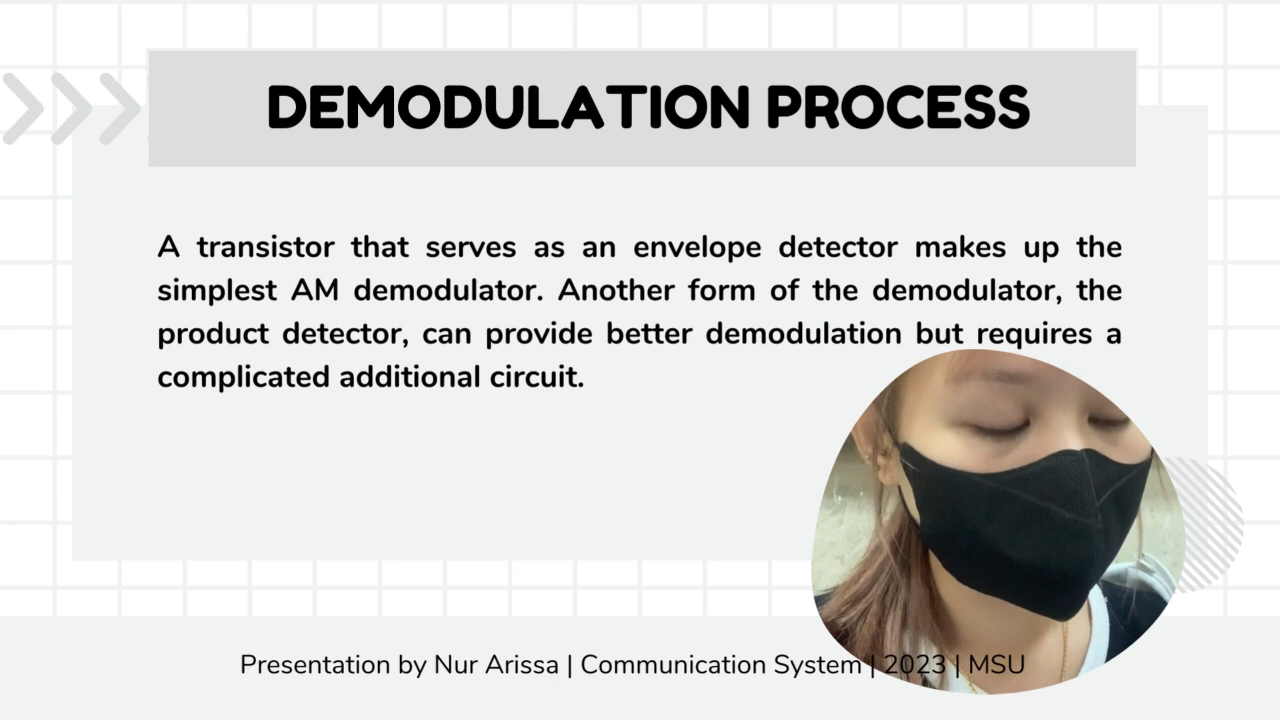 DEMODULATION PROCESS
A transistor that serves as an envelope detector makes up the
simplest AM demodulator. Another form of the demodulator, the
product detector, can provide better demodulation but requires a
complicated additional circuit.
Presentation by Nur Arissa | Communication System | 2023 | MSU